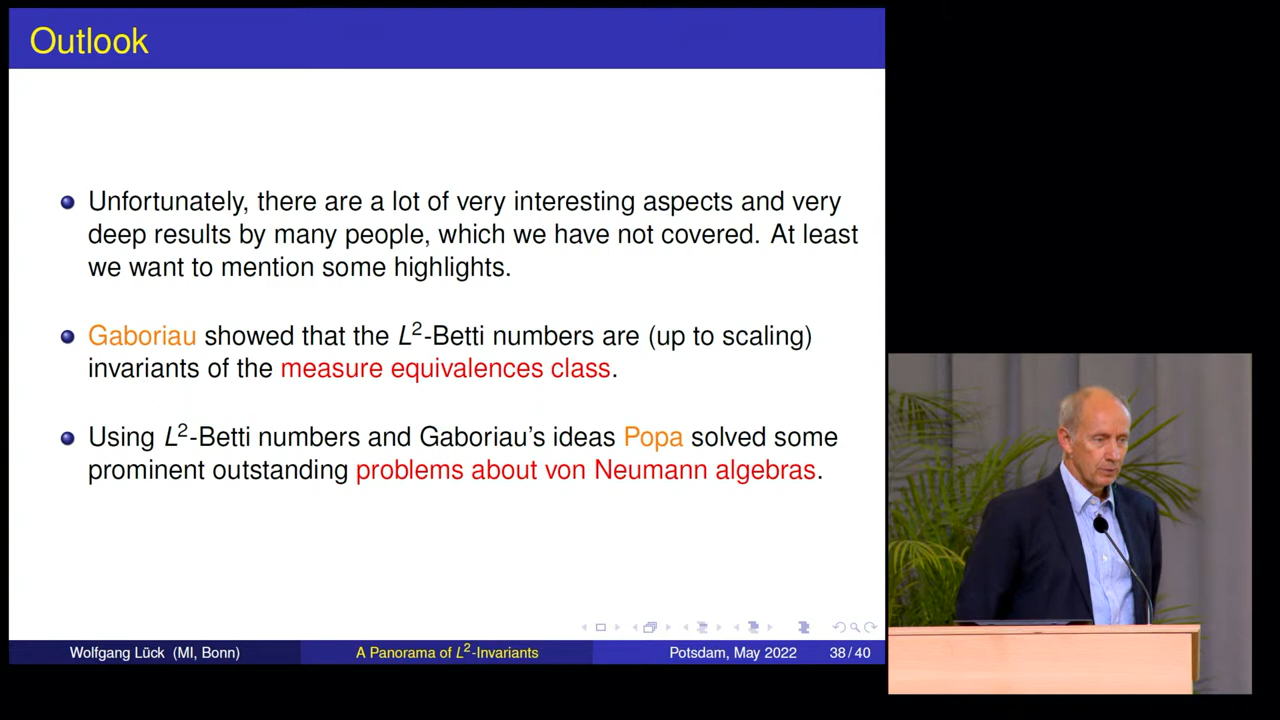 Outlook
Unfortunately, there are a lot of very interesting aspects and very
deep results by many people, which we have not covered. At least
we want to mention some highlights.
Gaboriau showed that the L²-Betti numbers are (up to scaling)
invariants of the measure equivalences class.
Using L²-Betti numbers and Gaboriau's ideas Popa solved some
prominent outstanding problems about von Neumann algebras.
Wolfgang Lück (MI, Bonn) A Panorama of L²-Invariants Potsdam, May 2022 38 / 40